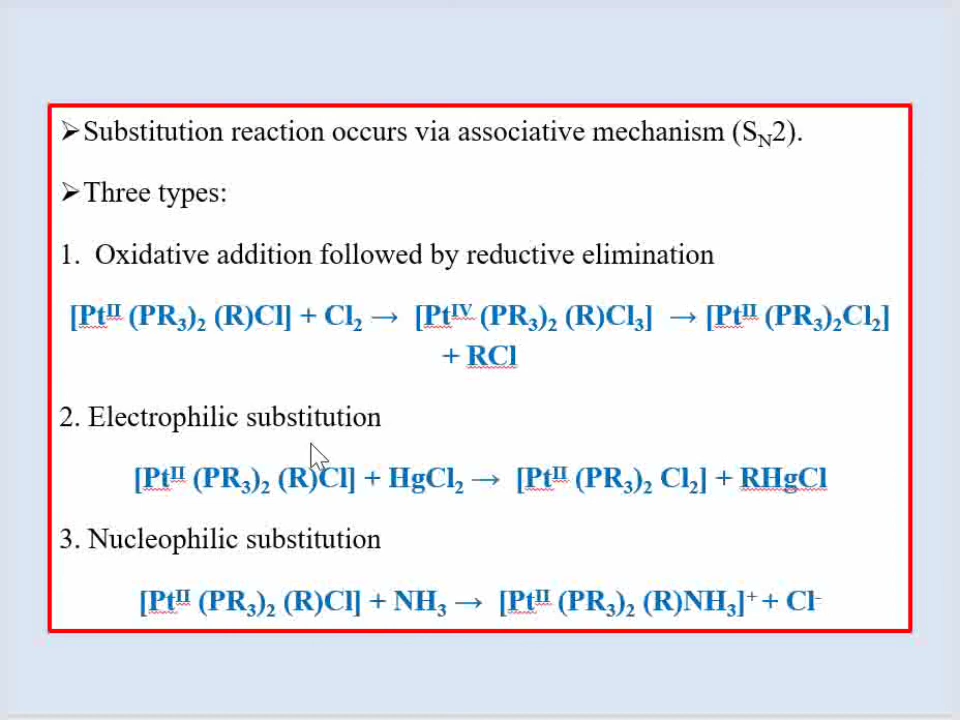 ➢Substitution reaction occurs via associative mechanism (S_N2).
➢Three types:
1. Oxidative addition followed by reductive elimination
[Ptᴵᴵ (PR₃)₂ (R)Cl] + Cl₂ → [Ptᴵⱽ (PR₃)₂ (R)Cl₃] → [Ptᴵᴵ (PR₃)₂Cl₂]
+ RCl
2. Electrophilic substitution
[Ptᴵᴵ (PR₃)₂ (R)Cl] + HgCl₂ → [Ptᴵᴵ (PR₃)₂ Cl₂] + RHgCl
3. Nucleophilic substitution
[Ptᴵᴵ (PR₃)₂ (R)Cl] + NH₃ → [Ptᴵᴵ (PR₃)₂ (R)NH₃]⁺ + Cl⁻